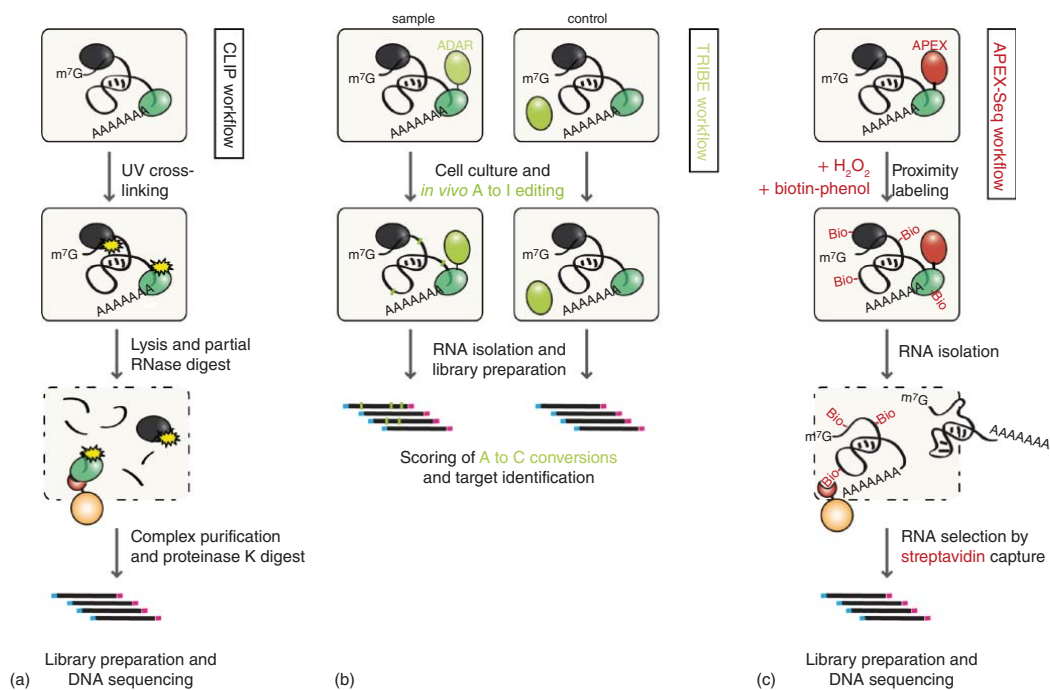 CLIP workflow
m⁷G
AAAAAAA
UV cross-
linking
m⁷G
AAAAAAA
Lysis and partial
RNase digest
Complex purification
and proteinase K digest
Library preparation and
DNA sequencing
(a)
sample
control
TRIBE workflow
ADAR
m⁷G
AAAAAAA
m⁷G
AAAAAAA
Cell culture and
in vivo A to I editing
m⁷G
AAAAAAA
m⁷G
AAAAAAA
RNA isolation and
library preparation
Scoring of A to C conversions
and target identification
(b)
APEX-Seq workflow
APEX
m⁷G
AAAAAAA
+ H₂O₂
+ biotin-phenol
Proximity
labeling
Bio-
-Bio
m⁷G
Bio-
AAAAAAA
-Bio
RNA isolation
m⁷G
Bio-
-Bio
m⁷G
AAAAAAA
Bio-
AAAAAAA
RNA selection by
streptavidin capture
Library preparation and
DNA sequencing
(c)